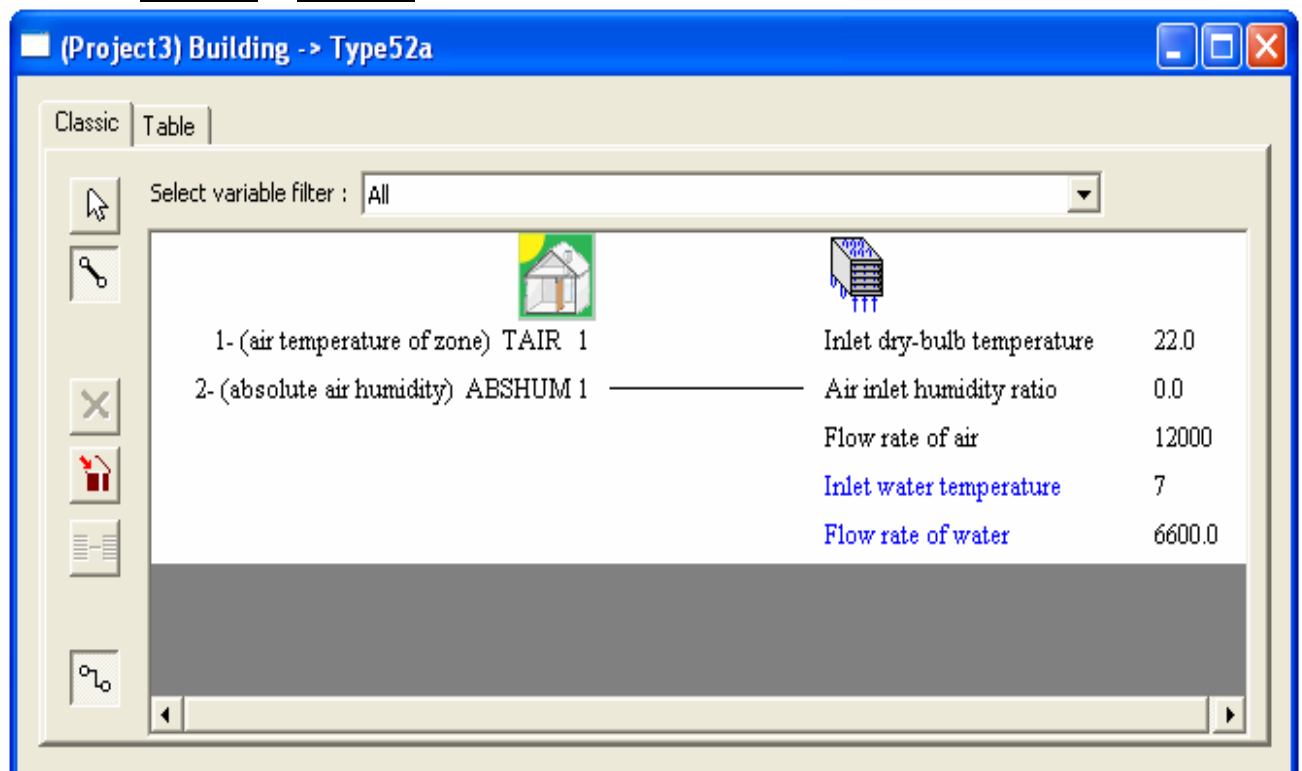 (Project3) Building -> Type52a
Classic Table
Select variable filter : All
1- (air temperature of zone) TAIR 1 Inlet dry-bulb temperature 22.0
2- (absolute air humidity) ABSHUM 1 Air inlet humidity ratio 0.0
Flow rate of air 12000
Inlet water temperature 7
Flow rate of water 6600.0